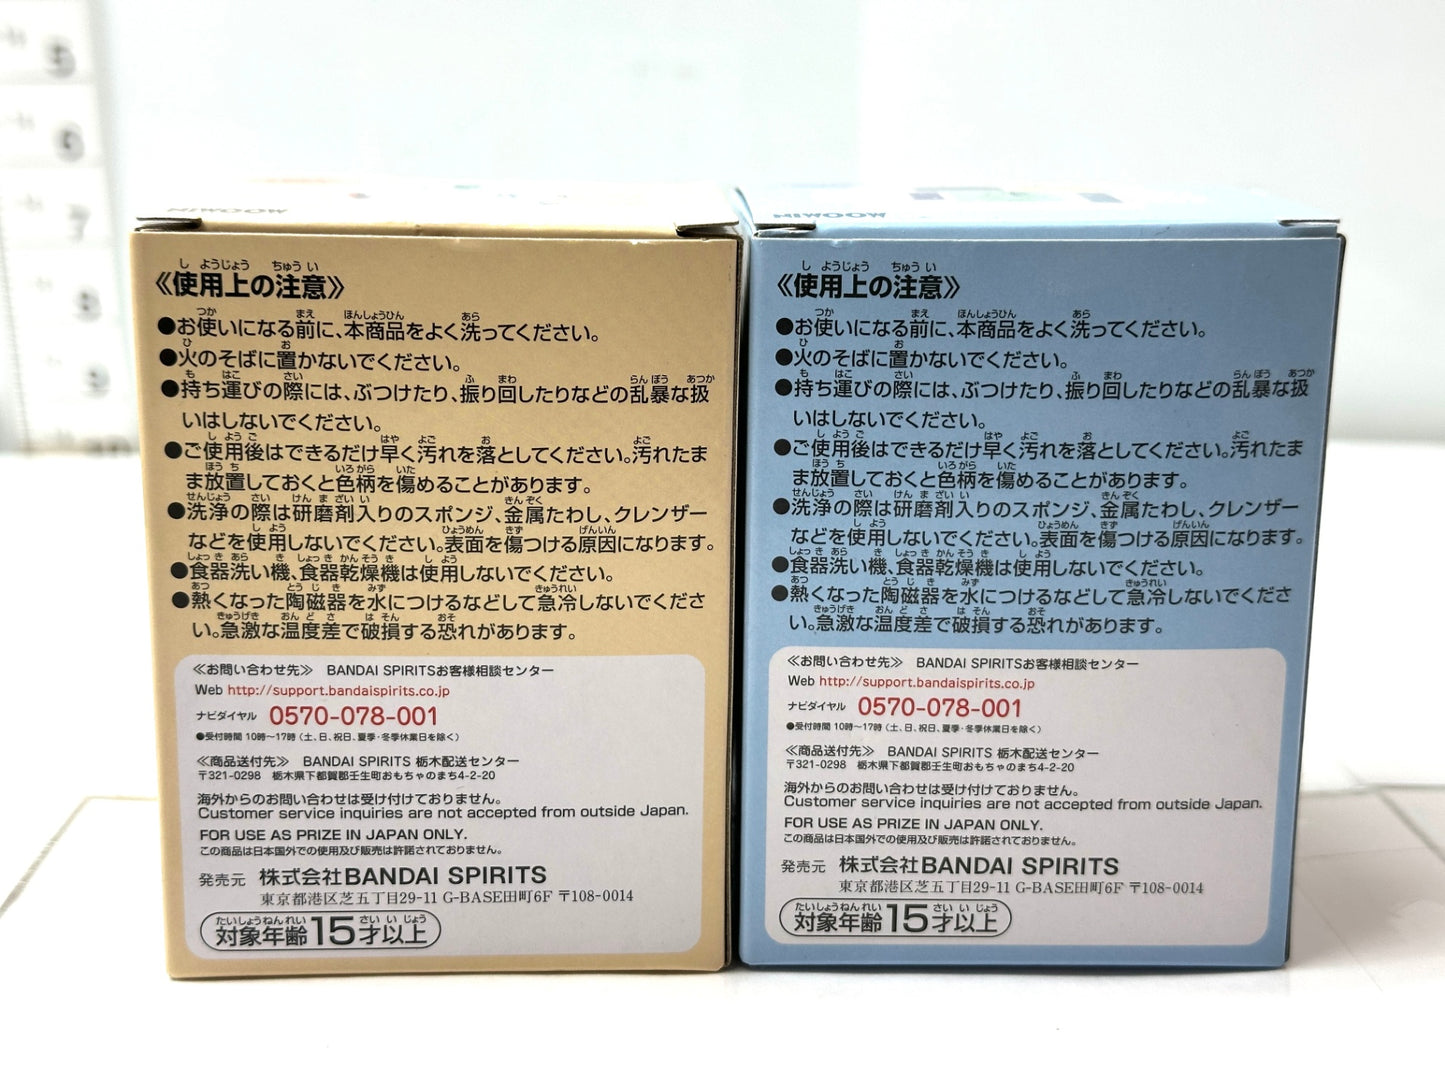 5
6
7
8
9
《使用上の注意》
●お使いになる前に、本商品をよく洗ってください。
●火のそばに置かないでください。
●持ち運びの際には、ぶつけたり、振り回したりなどの乱暴な扱
いはしないでください。
●ご使用後はできるだけ早く汚れを落としてください。汚れたま
ま放置しておくと色柄を傷めることがあります。
●洗浄の際は研磨剤入りのスポンジ、金属たわし、クレンザー
などを使用しないでください。表面を傷つける原因になります。
●食器洗い機、食器乾燥機は使用しないでください。
●熱くなった陶磁器を水につけるなどして急冷しないでくださ
い。急激な温度差で破損する恐れがあります。
≪お問い合わせ先≫ BANDAI SPIRITSお客様相談センター
Web http://support.bandaispirits.co.jp
ナビダイヤル 0570-078-001
●受付時間 10時〜17時（土、日、祝日、夏季・冬季休業日を除く）
≪商品送付先≫ BANDAI SPIRITS 栃木配送センター
〒321-0298 栃木県下都賀郡壬生町おもちゃのまち4-2-20
海外からのお問い合わせは受け付けておりません。
Customer service inquiries are not accepted from outside Japan.
FOR USE AS PRIZE IN JAPAN ONLY.
この商品は日本国外での使用及び販売は許諾されておりません。
発売元 株式会社BANDAI SPIRITS
東京都港区芝五丁目29-11 G-BASE田町6F 〒108-0014
対象年齢15才以上
《使用上の注意》
●お使いになる前に、本商品をよく洗ってください。
●火のそばに置かないでください。
●持ち運びの際には、ぶつけたり、振り回したりなどの乱暴な扱
いはしないでください。
●ご使用後はできるだけ早く汚れを落としてください。汚れたま
ま放置しておくと色柄を傷めることがあります。
●洗浄の際は研磨剤入りのスポンジ、金属たわし、クレンザー
などを使用しないでください。表面を傷つける原因になります。
●食器洗い機、食器乾燥機は使用しないでください。
●熱くなった陶磁器を水につけるなどして急冷しないでくださ
い。急激な温度差で破損する恐れがあります。
≪お問い合わせ先≫ BANDAI SPIRITSお客様相談センター
Web http://support.bandaispirits.co.jp
ナビダイヤル 0570-078-001
●受付時間 10時〜17時（土、日、祝日、夏季・冬季休業日を除く）
≪商品送付先≫ BANDAI SPIRITS 栃木配送センター
〒321-0298 栃木県下都賀郡壬生町おもちゃのまち4-2-20
海外からのお問い合わせは受け付けておりません。
Customer service inquiries are not accepted from outside Japan.
FOR USE AS PRIZE IN JAPAN ONLY.
この商品は日本国外での使用及び販売は許諾されておりません。
発売元 株式会社BANDAI SPIRITS
東京都港区芝五丁目29-11 G-BASE田町6F 〒108-0014
対象年齢15才以上